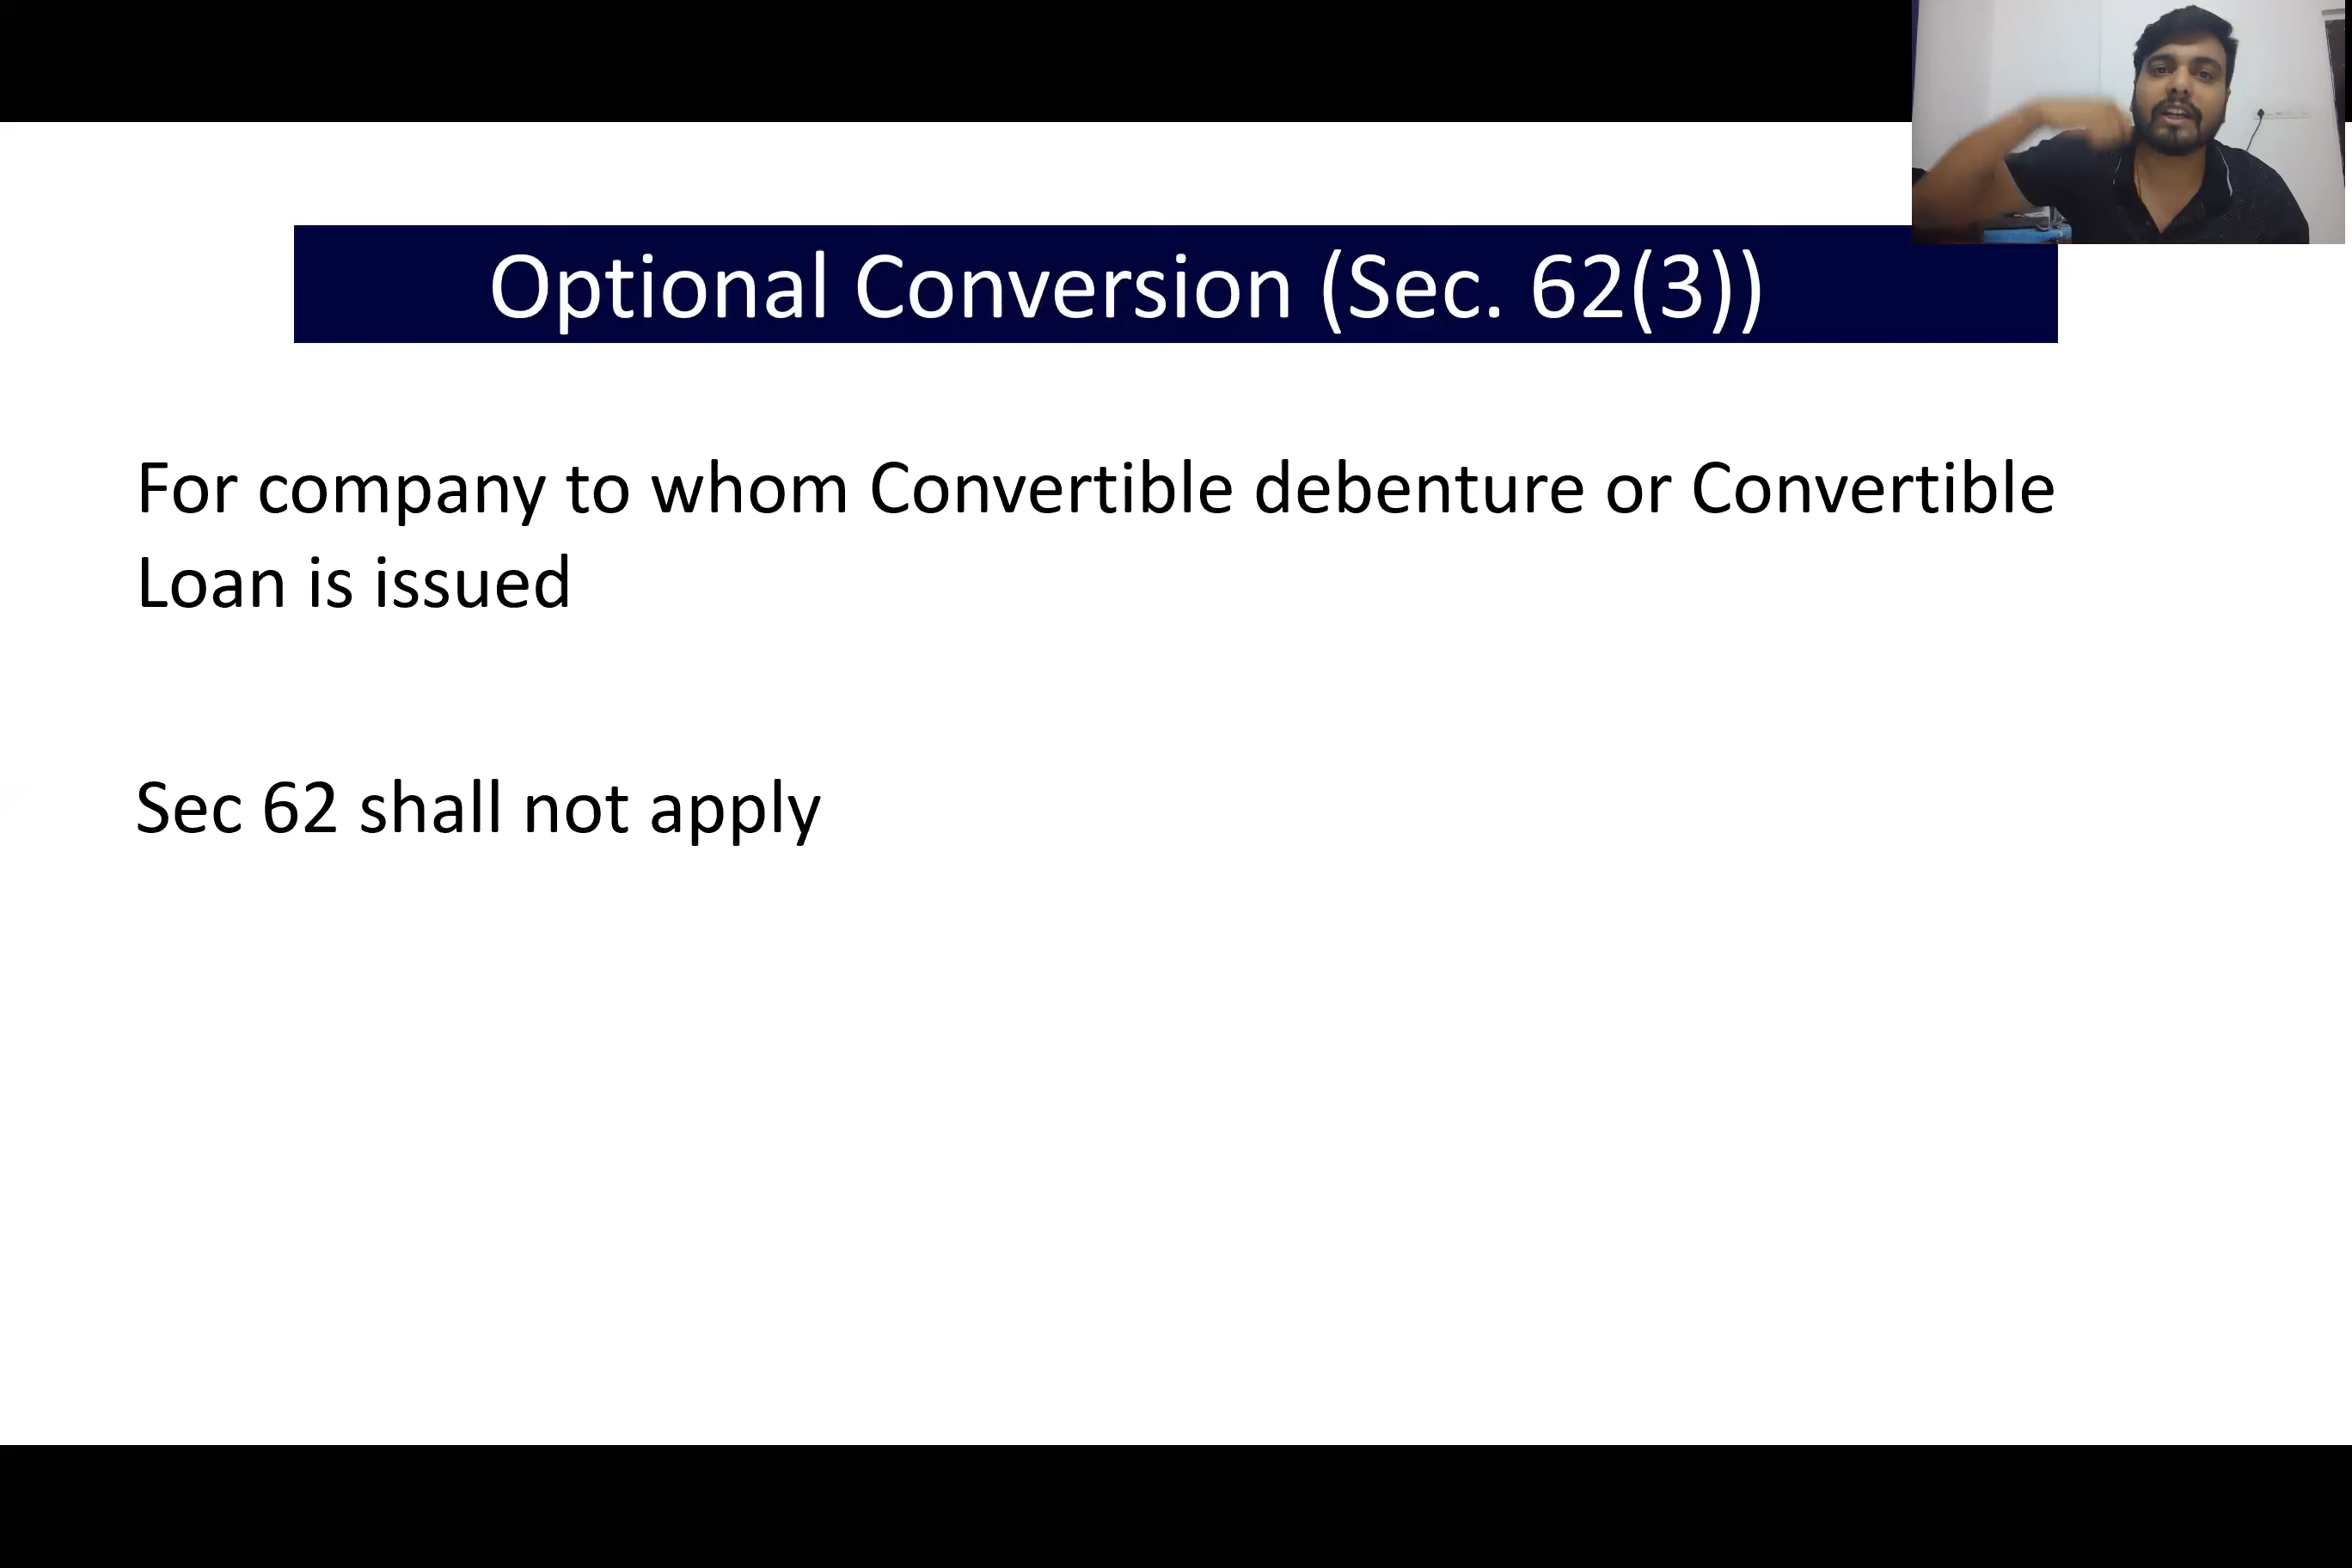 Optional Conversion (Sec. 62(3))
For company to whom Convertible debenture or Convertible
Loan is issued
Sec 62 shall not apply